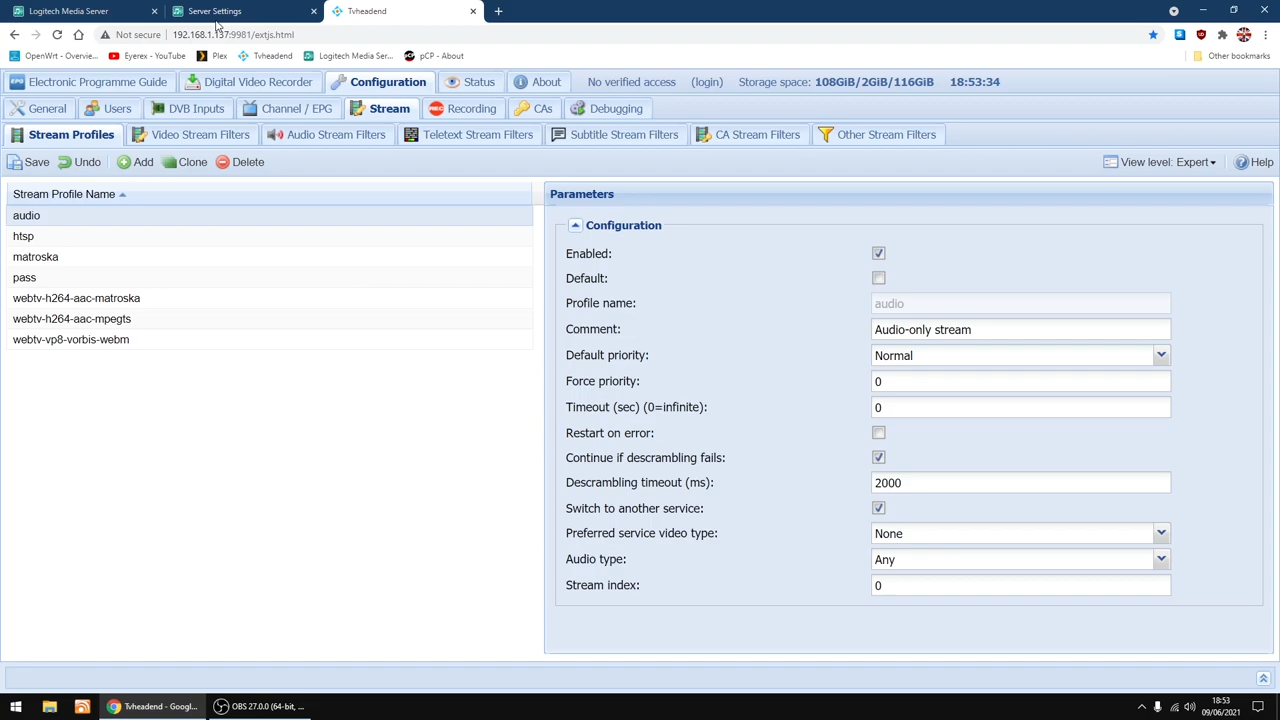 Logitech Media Server
Server Settings
Tvheadend
Not secure 192.168.1.137:9981/extjs.html
OpenWrt - Overvie... Eyerex - YouTube Plex Tvheadend Logitech Media Ser... pCP - About Other bookmarks
Electronic Programme Guide Digital Video Recorder Configuration Status About No verified access (login) Storage space: 108GiB/2GiB/116GiB 18:53:34
General Users DVB Inputs Channel / EPG Stream Recording CAs Debugging
Stream Profiles Video Stream Filters Audio Stream Filters Teletext Stream Filters Subtitle Stream Filters CA Stream Filters Other Stream Filters
Save Undo Add Clone Delete View level: Expert Help
Stream Profile Name
audio
htsp
matroska
pass
webtv-h264-aac-matroska
webtv-h264-aac-mpegts
webtv-vp8-vorbis-webm
Parameters
Configuration
Enabled:
Default:
Profile name: audio
Comment: Audio-only stream
Default priority: Normal
Force priority: 0
Timeout (sec) (0=infinite): 0
Restart on error:
Continue if descrambling fails:
Descrambling timeout (ms): 2000
Switch to another service:
Preferred service video type: None
Audio type: Any
Stream index: 0
Tvheadend - Googl...
OBS 27.0.0 (64-bit, ...
18:53
09/06/2021